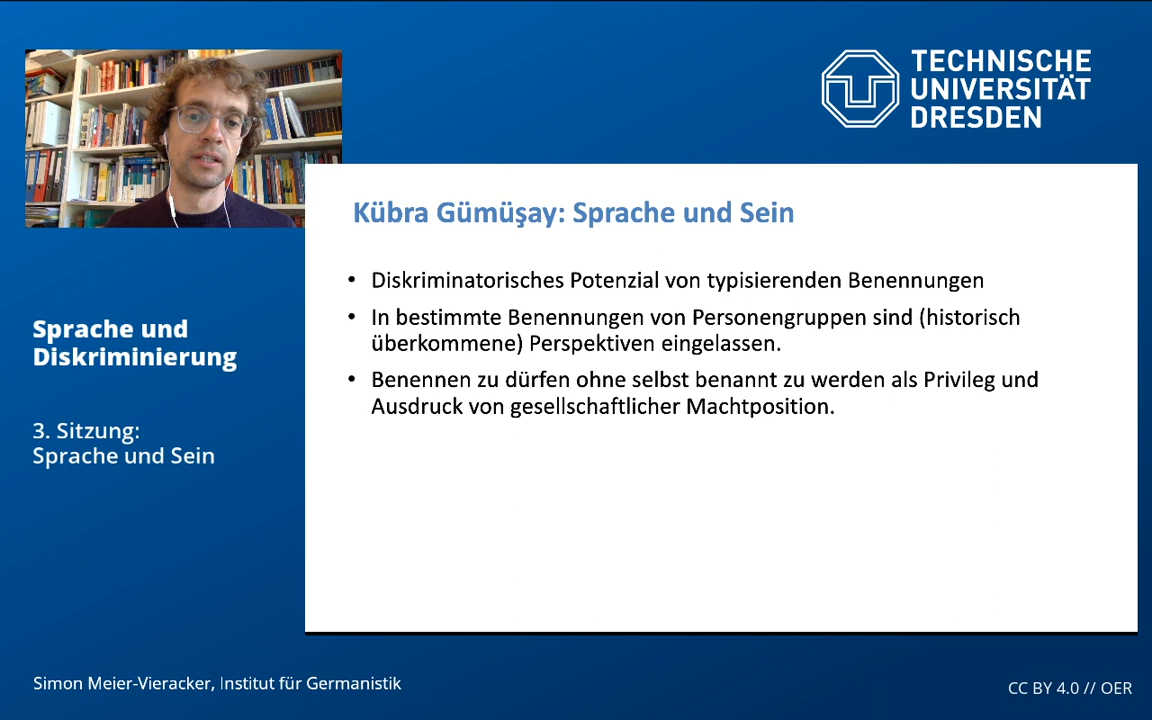 TECHNISCHE
UNIVERSITÄT
DRESDEN
Kübra Gümüşay: Sprache und Sein
• Diskriminatorisches Potenzial von typisierenden Benennungen
• In bestimmte Benennungen von Personengruppen sind (historisch
überkommene) Perspektiven eingelassen.
• Benennen zu dürfen ohne selbst benannt zu werden als Privileg und
Ausdruck von gesellschaftlicher Machtposition.
Sprache und
Diskriminierung
3. Sitzung:
Sprache und Sein
Simon Meier-Vieracker, Institut für Germanistik
CC BY 4.0 // OER